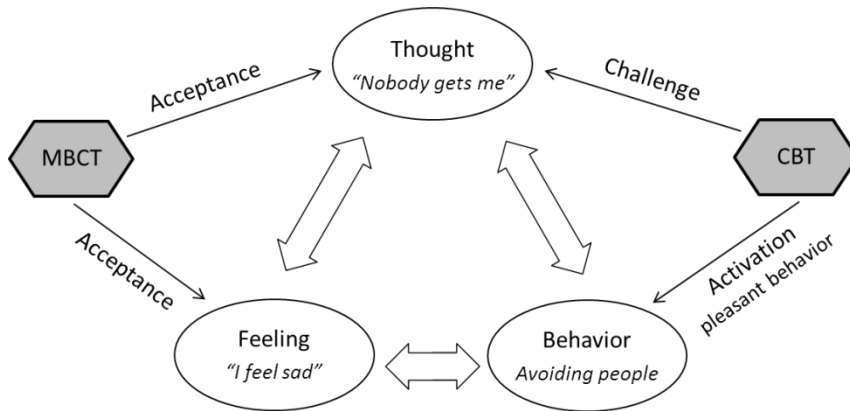 Thought
“Nobody gets me”
Acceptance
Challenge
MBCT
CBT
Acceptance
Activation
pleasant behavior
Feeling
“I feel sad”
Behavior
Avoiding people